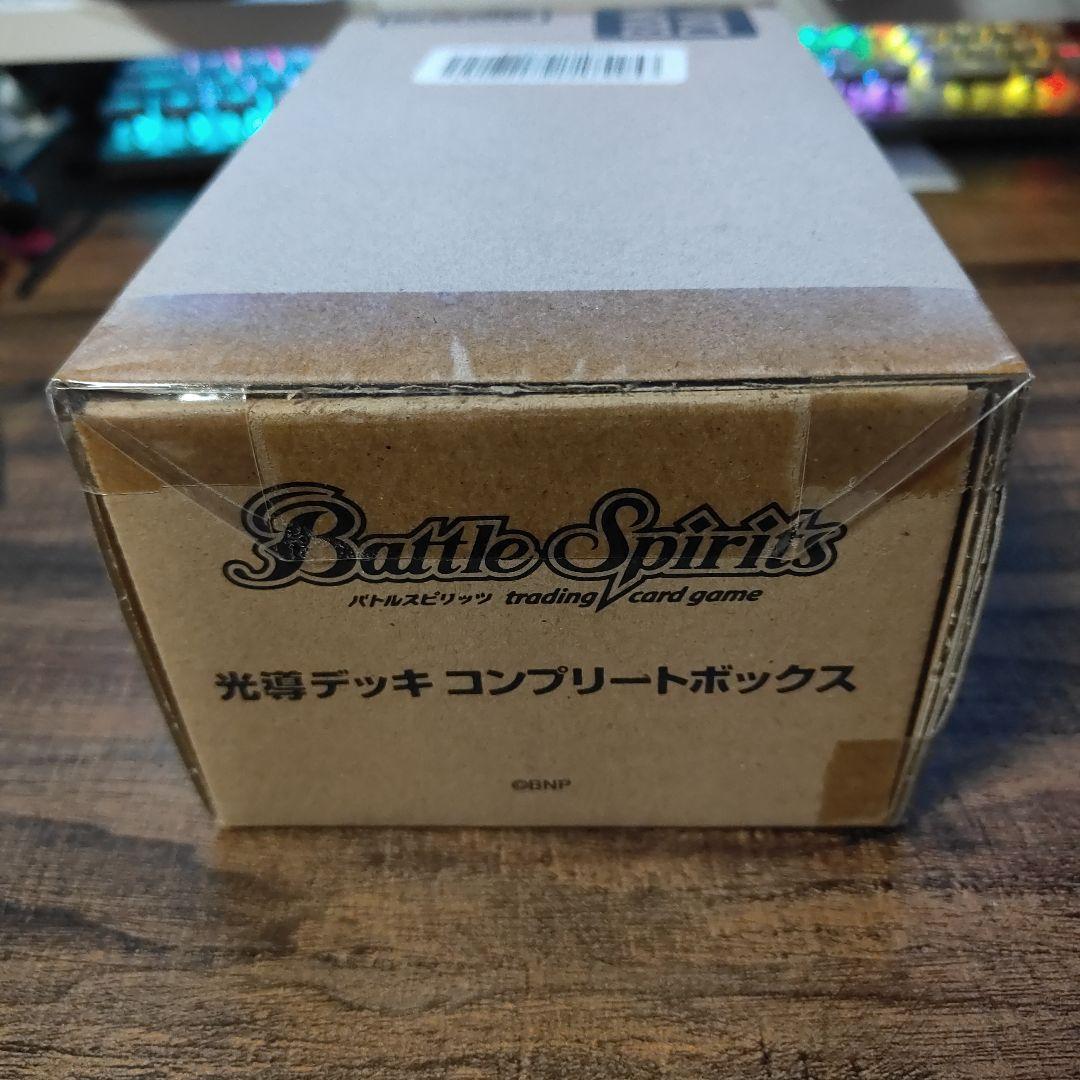 Battle Spirits
バトルスピリッツ trading card game
光導デッキ コンプリートボックス
©BNP